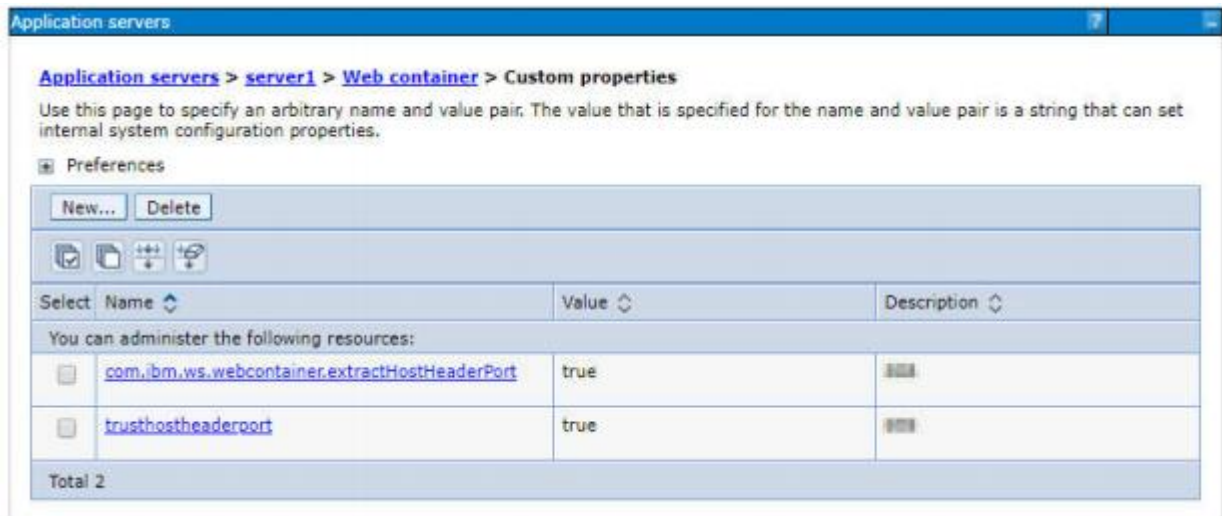 Application servers
?
Application servers > server1 > Web container > Custom properties
Use this page to specify an arbitrary name and value pair. The value that is specified for the name and value pair is a string that can set
internal system configuration properties.
Preferences
New... Delete
Select Name Value Description
You can administer the following resources:
com.ibm.ws.webcontainer.extractHostHeaderPort true
trusthostheaderport true
Total 2